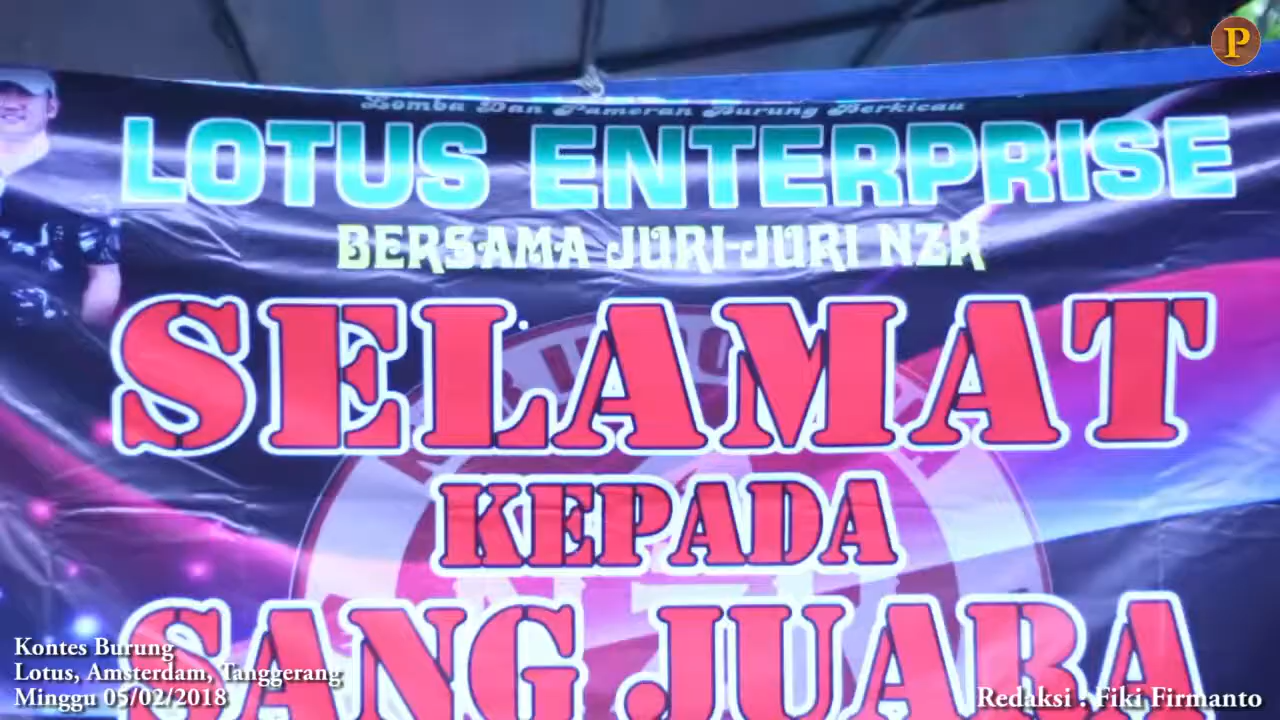 P
Lomba Dan Pameran Burung Berkicau
LOTUS ENTERPRISE
BERSAMA JURI-JURI NZR
SELAMAT
KEPADA
SANG JUARA
Kontes Burung
Lotus, Amsterdam, Tanggerang
Minggu 05/02/2018
Redaksi : Fiki Firmanto